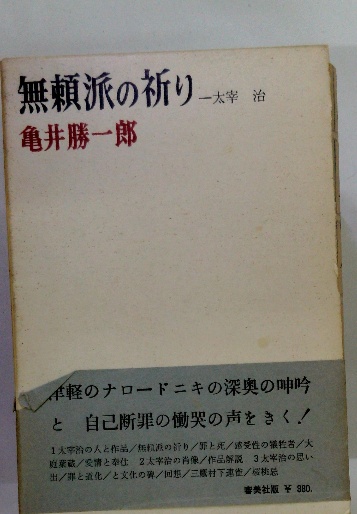 無頼派の祈り―太宰 治
亀井勝一郎
津軽のナロードニキの深奥の呻吟
と 自己断罪の慟哭の声をきく!
1太宰治の人と作品/無頼派の祈り/罪と死/感受性の犠牲者/大
庭葉蔵/愛情と奉仕 2太宰治の肖像/作品解説 3太宰治の思い
出/罪と道化/と文化の碑/回想/三鷹村下連雀/桜桃忌
審美社版 ¥ 380.